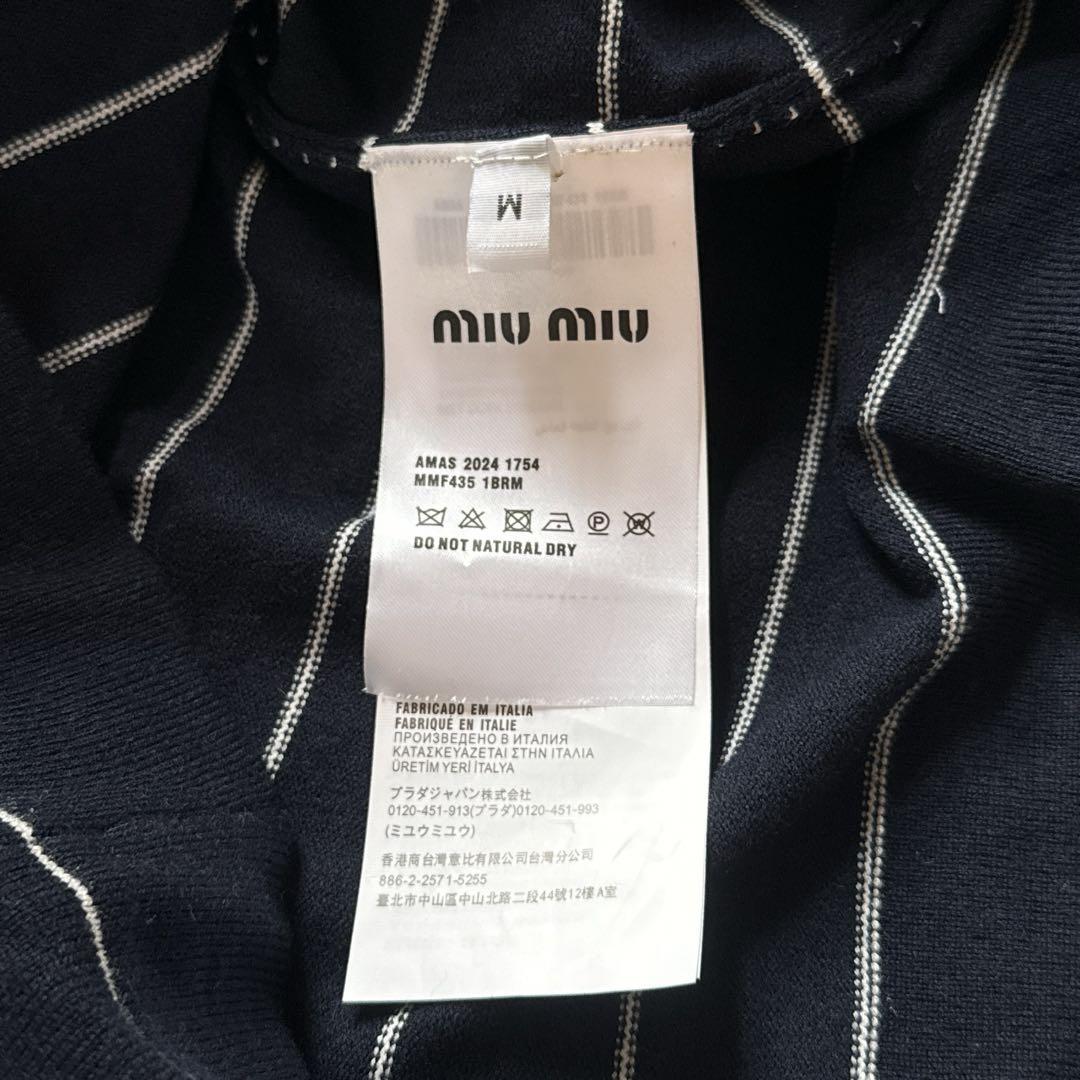 M
miu miu
AMAS 2024 1754
MMF435 1BRM
DO NOT NATURAL DRY
FABRICADO EM ITALIA
FABRIQUÉ EN ITALIE
ПРОИЗВЕДЕНО В ИТАЛИЯ
ΚΑΤΑΣΚΕΥΑΖΕΤΑΙ ΣΤΗΝ ΙΤΑΛΙΑ
ÜRETİM YERİ İTALYA
プラダジャパン株式会社
0120-451-913(プラダ)0120-451-993
(ミユウミユウ)
香港商台灣意比有限公司台灣分公司
886-2-2571-5255
臺北市中山區中山北路二段44號12樓A室